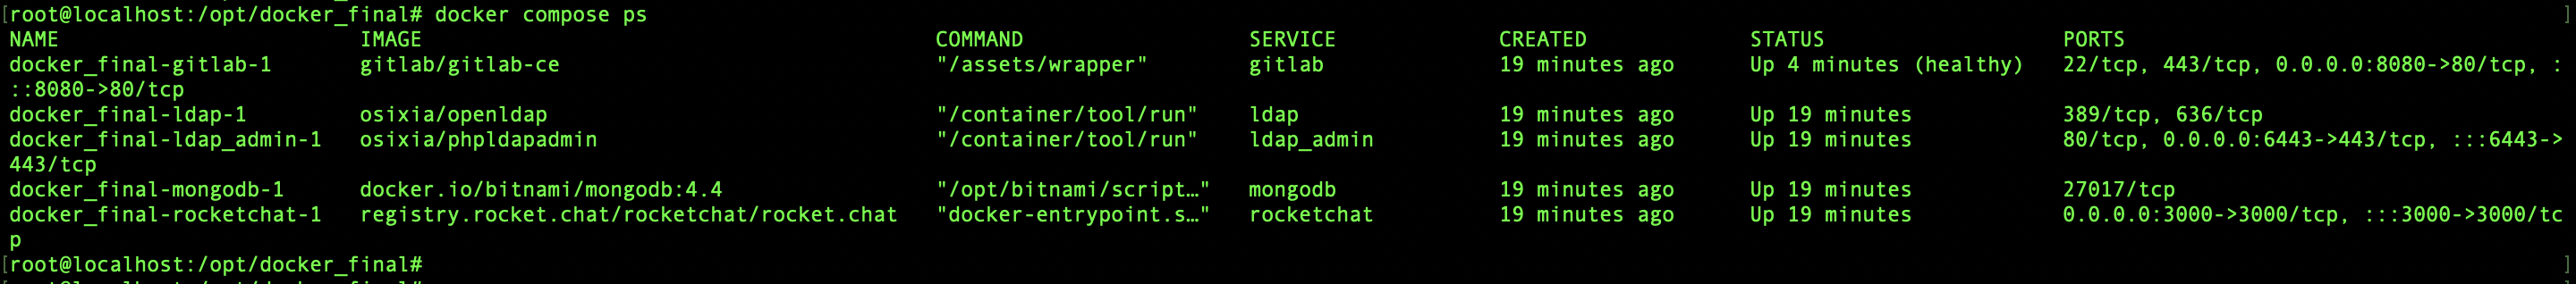 [root@localhost:/opt/docker_final# docker compose ps ]
NAME IMAGE COMMAND SERVICE CREATED STATUS PORTS
docker_final-gitlab-1 gitlab/gitlab-ce "/assets/wrapper" gitlab 19 minutes ago Up 4 minutes (healthy) 22/tcp, 443/tcp, 0.0.0.0:8080->80/tcp, :
::8080->80/tcp
docker_final-ldap-1 osixia/openldap "/container/tool/run" ldap 19 minutes ago Up 19 minutes 389/tcp, 636/tcp
docker_final-ldap_admin-1 osixia/phpldapadmin "/container/tool/run" ldap_admin 19 minutes ago Up 19 minutes 80/tcp, 0.0.0.0:6443->443/tcp, :::6443->
443/tcp
docker_final-mongodb-1 docker.io/bitnami/mongodb:4.4 "/opt/bitnami/script…" mongodb 19 minutes ago Up 19 minutes 27017/tcp
docker_final-rocketchat-1 registry.rocket.chat/rocketchat/rocket.chat "docker-entrypoint.s…" rocketchat 19 minutes ago Up 19 minutes 0.0.0.0:3000->3000/tcp, :::3000->3000/tc
p
[root@localhost:/opt/docker_final# ]